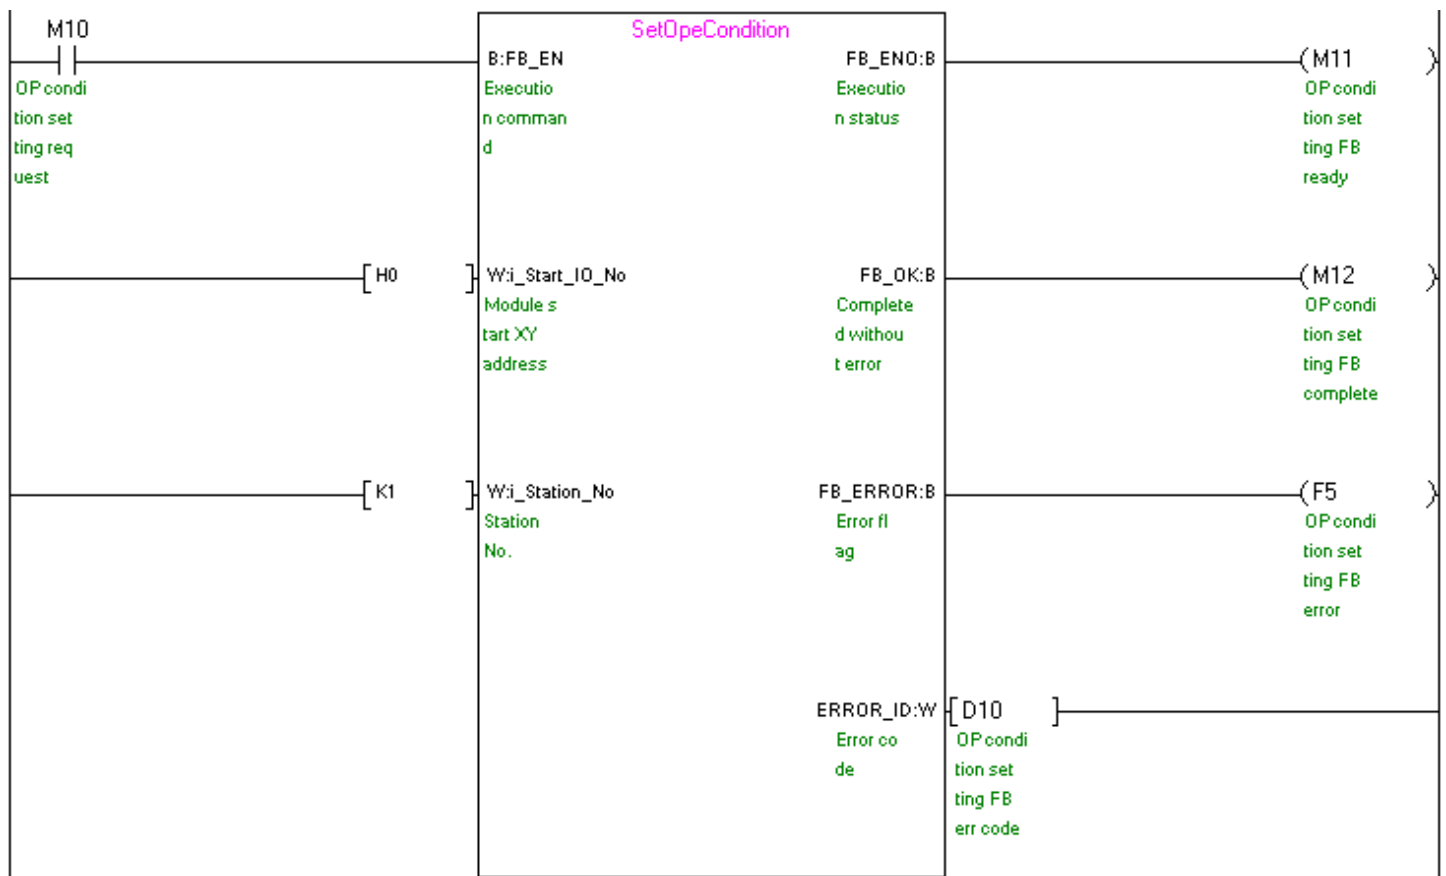 M10
SetOpeCondition
B:FB_EN
FB_ENO:B
(M11 )
OP condi
tion set
ting req
uest
Executio
n comman
d
Executio
n status
OP condi
tion set
ting FB
ready
[ H0 ]
W:i_Start_IO_No
FB_OK:B
(M12 )
Module s
tart XY
address
Complete
d withou
t error
OP condi
tion set
ting FB
complete
[ K1 ]
W:i_Station_No
FB_ERROR:B
(F5 )
Station
No.
Error fl
ag
OP condi
tion set
ting FB
error
ERROR_ID:W
[ D10 ]
Error co
de
OP condi
tion set
ting FB
err code